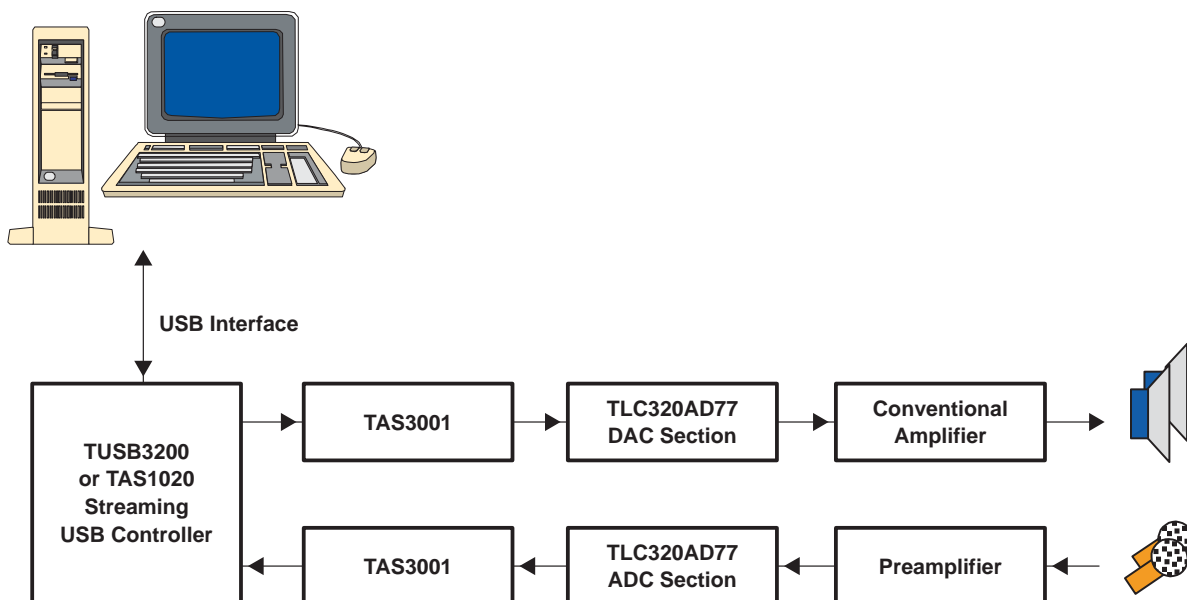 USB Interface
TUSB3200
or TAS1020
Streaming
USB Controller
TAS3001
TLC320AD77
DAC Section
Conventional
Amplifier
TAS3001
TLC320AD77
ADC Section
Preamplifier